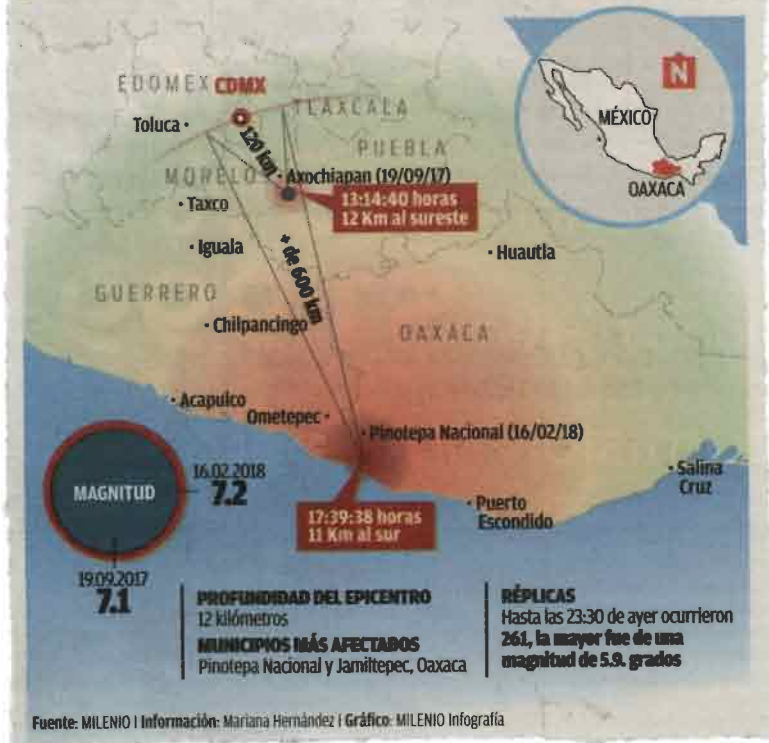 EDOMEX CDMX
TLAXCALA
Toluca
120 km
PUEBLA
MORELOS
Axochiapan (19/09/17)
13:14:40 horas
12 Km al sureste
Taxco
Iguala
+ de 600 km
Huautla
GUERRERO
Chilpancingo
OAXACA
Acapulco
Ometepec
Pinotepa Nacional (16/02/18)
17:39:38 horas
11 Km al sur
Puerto
Escondido
Salina
Cruz
N
MÉXICO
OAXACA
MAGNITUD
16.02.2018
7.2
19.09.2017
7.1
PROFUNDIDAD DEL EPICENTRO
12 kilómetros
MUNICIPIOS MÁS AFECTADOS
Pinotepa Nacional y Jamiltepec, Oaxaca
RÉPLICAS
Hasta las 23:30 de ayer ocurrieron
261, la mayor fue de una
magnitud de 5.9. grados
Fuente: MILENIO I Información: Mariana Hernández I Gráfico: MILENIO Infografía